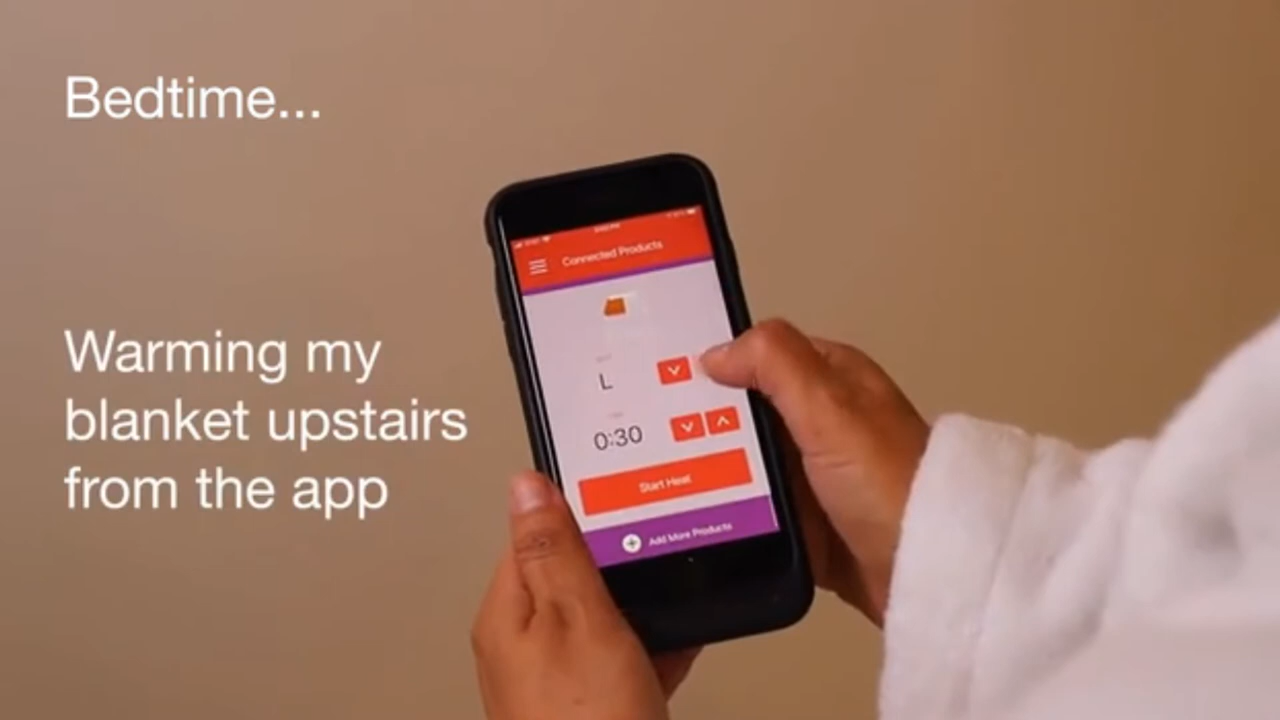 Bedtime...
Warming my
blanket upstairs
from the app
Connected Products
L
0:30
Start Heat
Add More Products